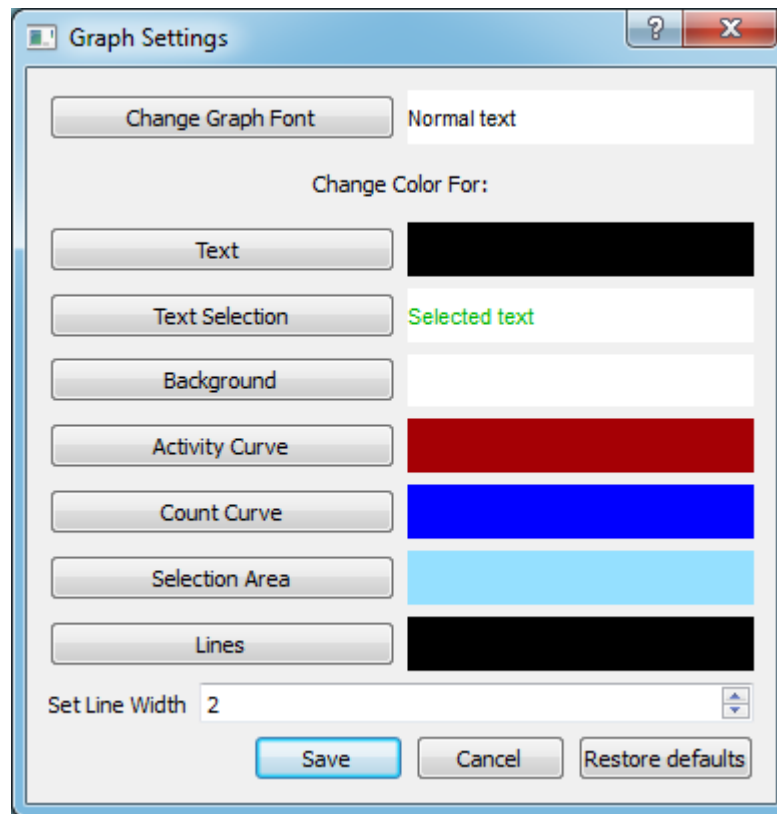 Graph Settings
Change Graph Font Normal text
Change Color For:
Text
Text Selection Selected text
Background
Activity Curve
Count Curve
Selection Area
Lines
Set Line Width 2
Save Cancel Restore defaults